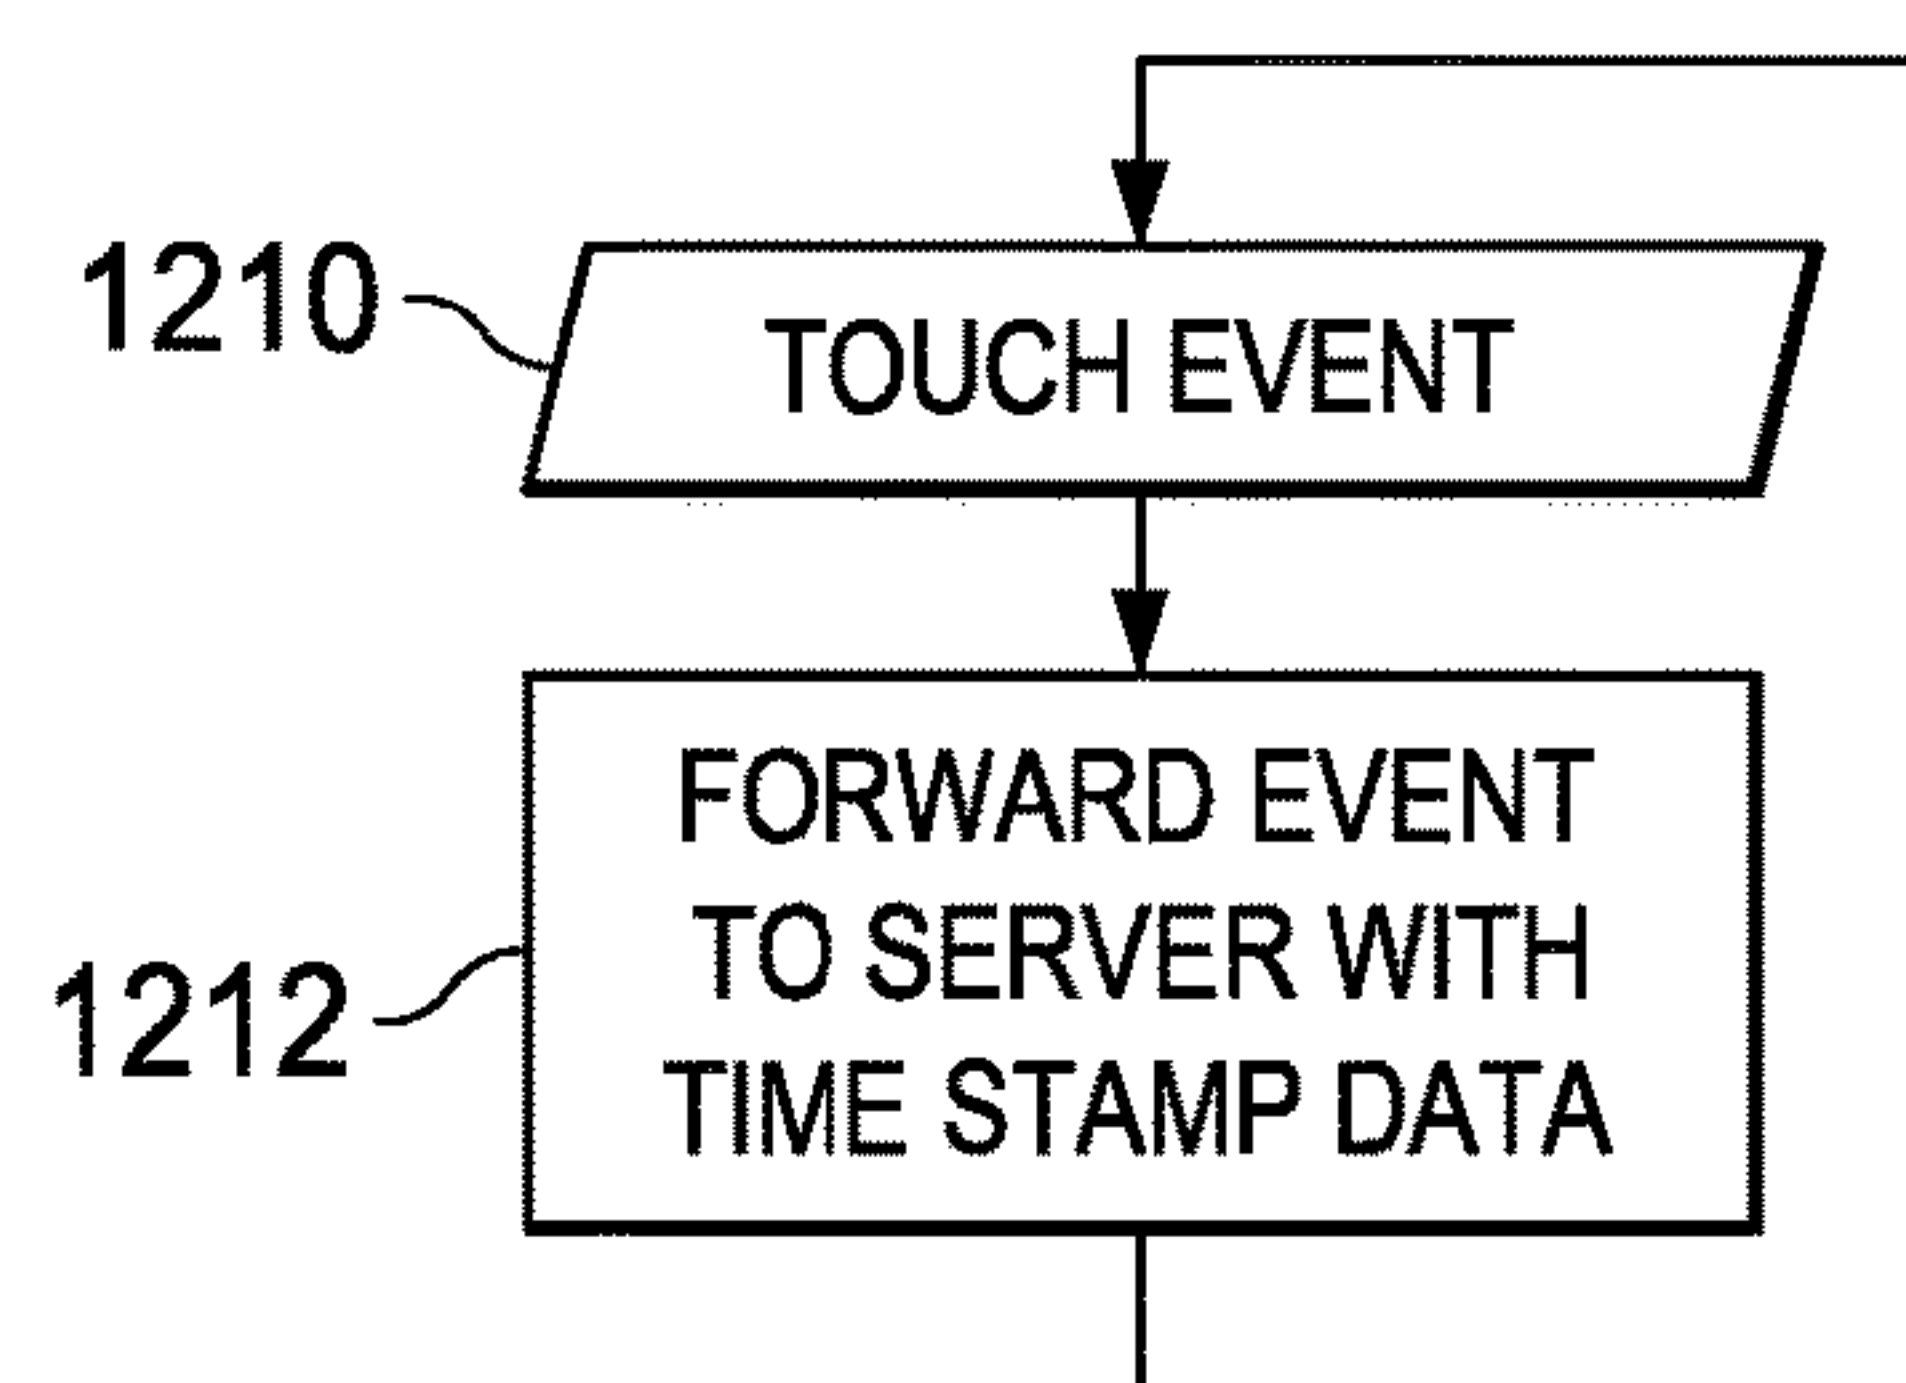 1210
TOUCH EVENT
FORWARD EVENT
TO SERVER WITH
1212
TIME STAMP DATA